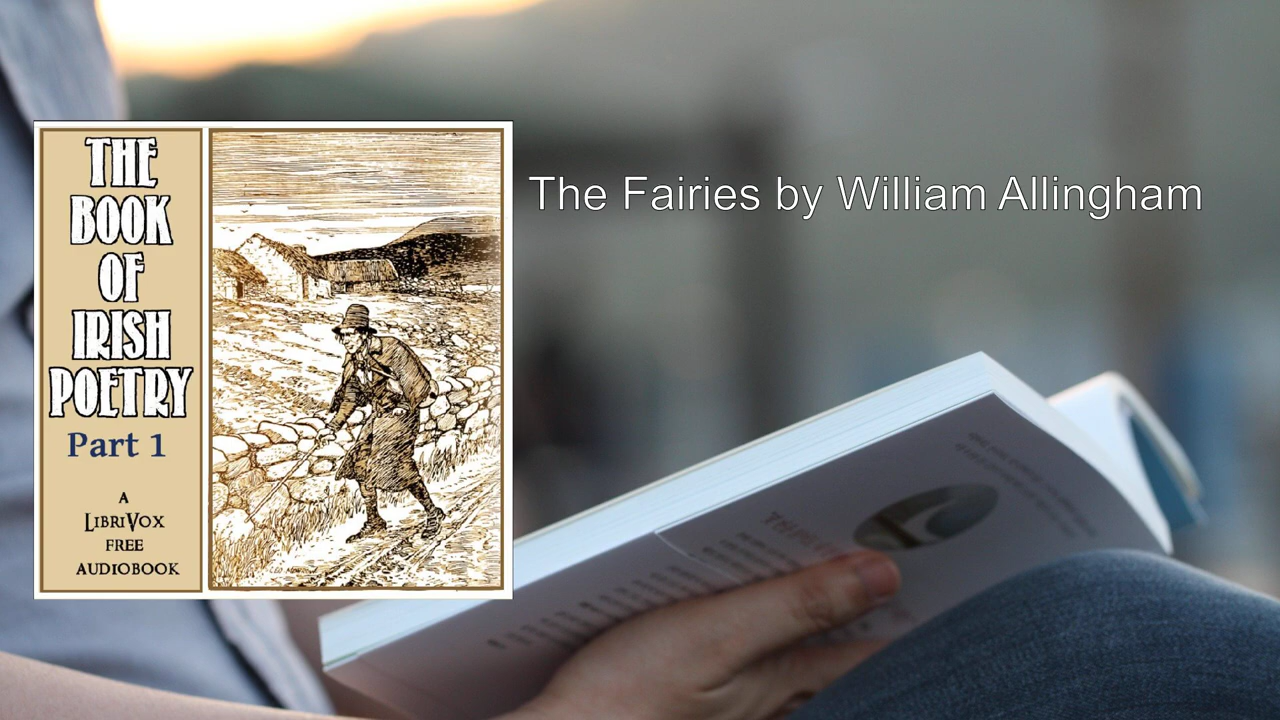 THE
BOOK
OF
IRISH
POETRY
Part 1
A
LIBRIVOX
FREE
AUDIOBOOK
The Fairies by William Allingham